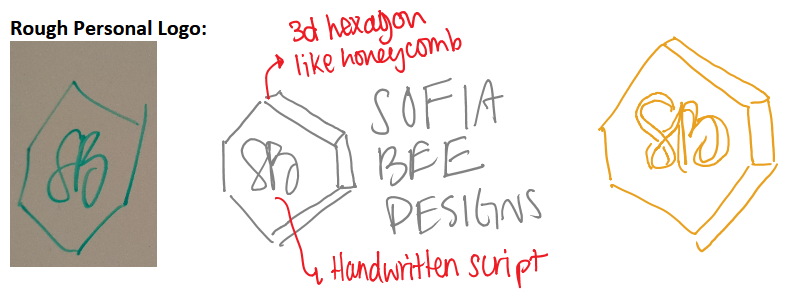 Rough Personal Logo:
SB
3d hexagon
like honeycomb
SB
SOFIA
BEE
DESIGNS
Handwritten script
SB